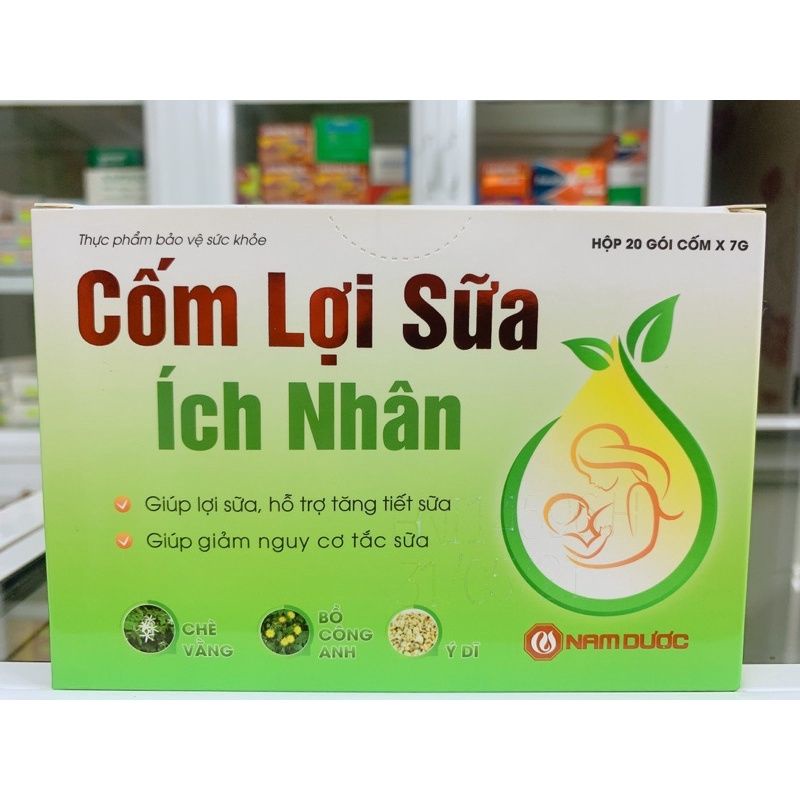 Thực phẩm bảo vệ sức khỏe
HỘP 20 GÓI CỐM X 7G
Cốm Lợi Sữa
Ích Nhân
Giúp lợi sữa, hỗ trợ tăng tiết sữa
Giúp giảm nguy cơ tắc sữa
CHÈ VẰNG
BỒ CÔNG ANH
Ý DĨ
NAM DƯỢC